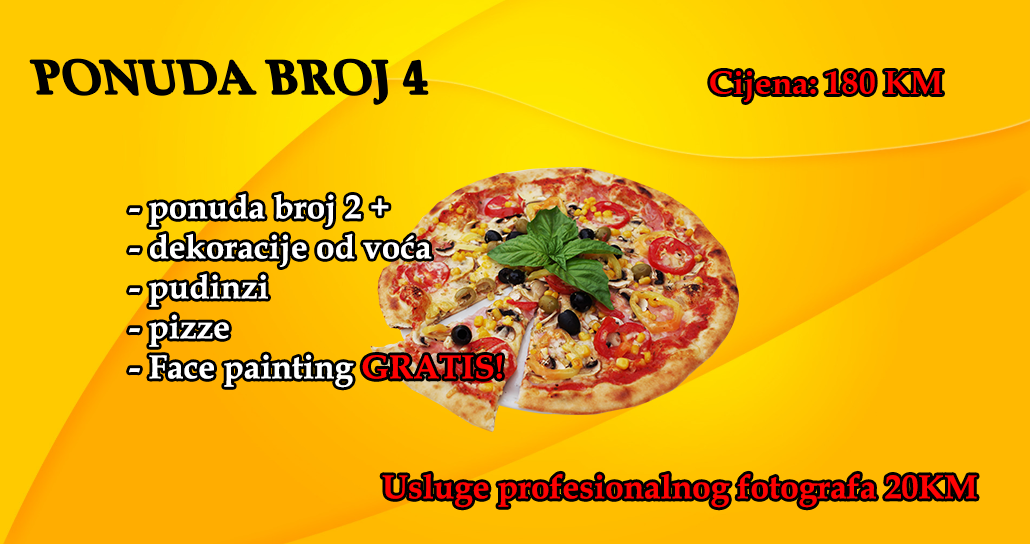 PONUDA BROJ 4
Cijena: 180 KM
- ponuda broj 2 +
- dekoracije od voća
- pudinzi
- pizze
- Face painting GRATIS!
Usluge profesionalnog fotografa 20KM